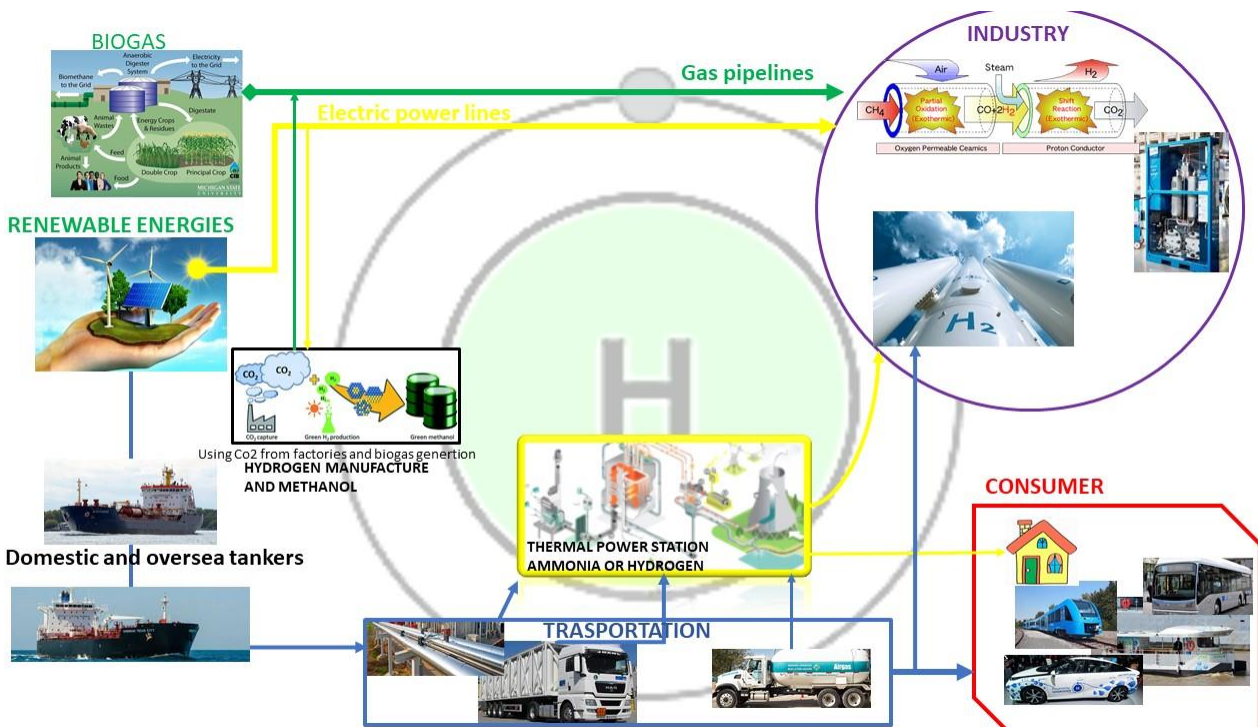 BIOGAS
Anaerobic
Digester
System
Electricity
to the Grid
Biomethane
to the Grid
Digestate
Animal
Wastes
Energy Crops
& Residues
Feed
Animal
Products
Food
Double Crop
Principal Crop
CIB
MICHIGAN STATE
UNIVERSITY
Gas pipelines
Electric power lines
INDUSTRY
Air
Steam
H2
CH4
Partial
Oxidation
(Exothermic)
CO+2H2
Shift
Reaction
(Exothermic)
CO2
Oxygen Permeable Ceamics
Proton Conductor
H2
RENEWABLE ENERGIES
CO2
CO2
H2
CO2 capture
Green H2 production
Green methanol
Using Co2 from factories and biogas genertion
HYDROGEN MANUFACTURE
AND METHANOL
H
Domestic and oversea tankers
THERMAL POWER STATION
AMMONIA OR HYDROGEN
TRASPORTATION
Airgas
CONSUMER